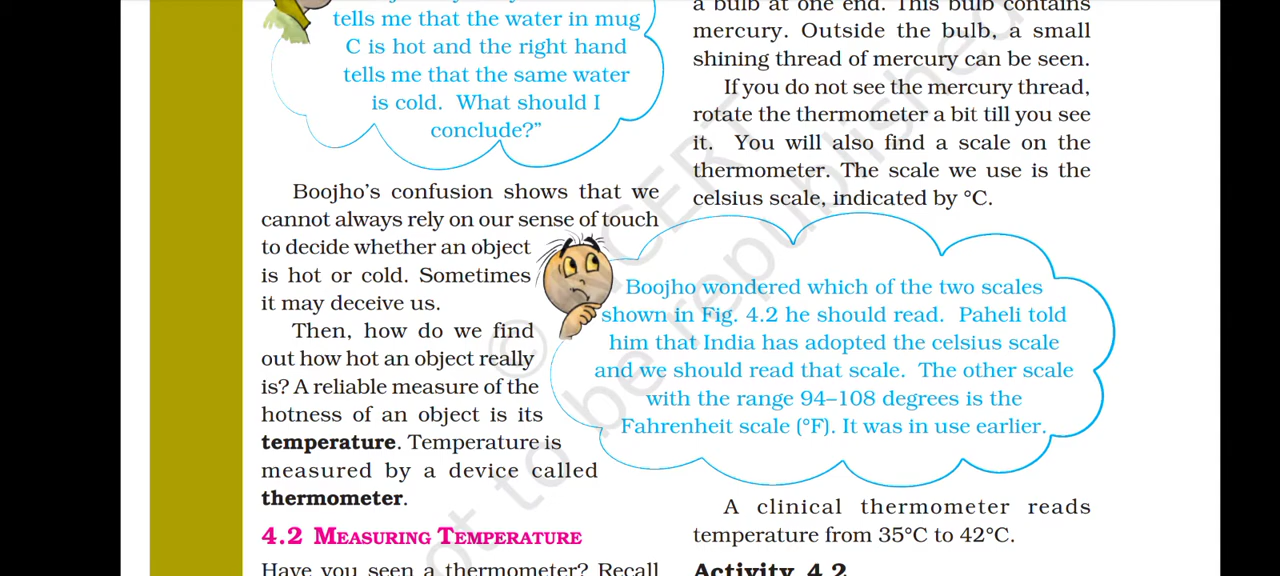 tells me that the water in mug
C is hot and the right hand
tells me that the same water
is cold. What should I
conclude?”
Boojho’s confusion shows that we
cannot always rely on our sense of touch
to decide whether an object
is hot or cold. Sometimes
it may deceive us.
Then, how do we find
out how hot an object really
is? A reliable measure of the
hotness of an object is its
temperature. Temperature is
measured by a device called
thermometer.
4.2 MEASURING TEMPERATURE
Have you seen a thermometer? Recall
a bulb at one end. This bulb contains
mercury. Outside the bulb, a small
shining thread of mercury can be seen.
If you do not see the mercury thread,
rotate the thermometer a bit till you see
it. You will also find a scale on the
thermometer. The scale we use is the
celsius scale, indicated by °C.
Boojho wondered which of the two scales
shown in Fig. 4.2 he should read. Paheli told
him that India has adopted the celsius scale
and we should read that scale. The other scale
with the range 94–108 degrees is the
Fahrenheit scale (°F). It was in use earlier.
A clinical thermometer reads
temperature from 35°C to 42°C.
Activity 4.2
© NCERT
not to be republished